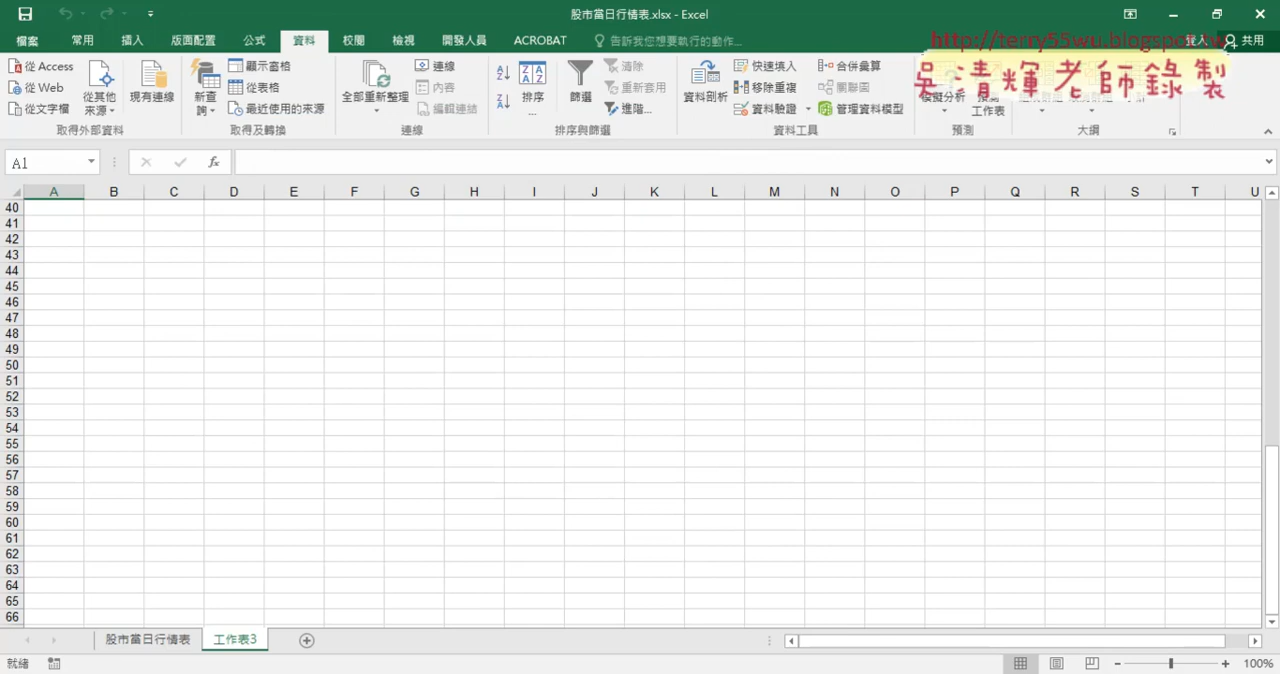 股市當日行情表.xlsx - Excel
檔案 常用 插入 版面配置 公式 資料 校閱 檢視 開發人員 ACROBAT 告訴我您想要執行的動作... 登入 共用
http://terry55wu.blogspot.tw
吳清輝老師錄製
從 Access
從 Web
從文字檔
從其他來源
現有連線
取得外部資料
新查詢
顯示窗格
從表格
最近使用的來源
取得及轉換
全部重新整理
連線
內容
編輯連結
連線
排序...
篩選
清除
重新套用
進階...
排序與篩選
資料剖析
快速填入
移除重複
資料驗證
合併彙算
關聯圖
管理資料模型
資料工具
模擬分析
預測
工作表
預測
大綱
A1
fx
A B C D E F G H I J K L M N O P Q R S T U
40
41
42
43
44
45
46
47
48
49
50
51
52
53
54
55
56
57
58
59
60
61
62
63
64
65
66
股市當日行情表 工作表3
就緒 100%